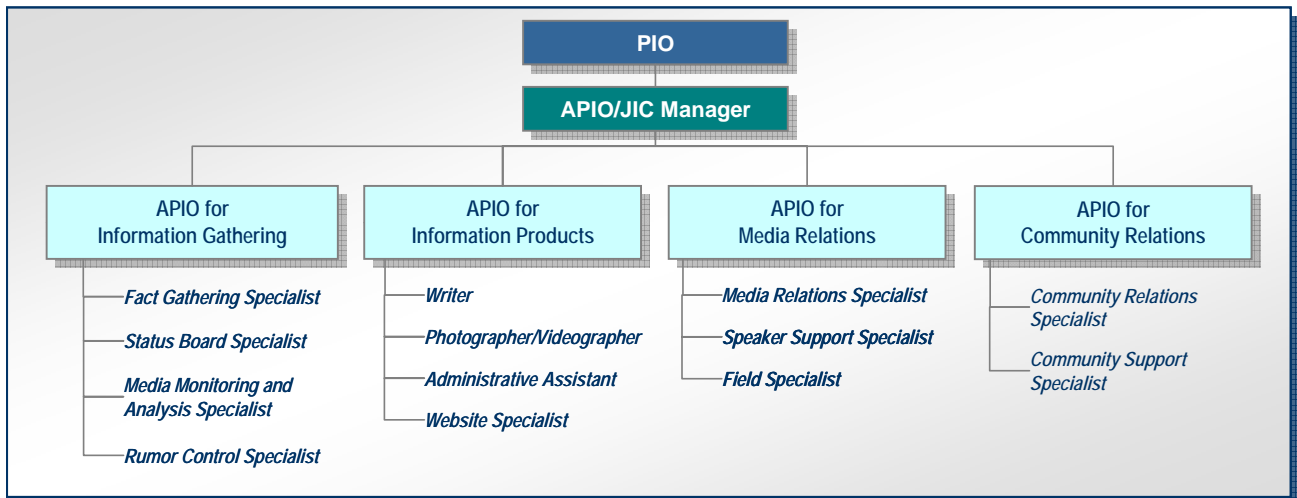 PIO
APIO/JIC Manager
APIO for
Information Gathering
Fact Gathering Specialist
Status Board Specialist
Media Monitoring and
Analysis Specialist
Rumor Control Specialist
APIO for
Information Products
Writer
Photographer/Videographer
Administrative Assistant
Website Specialist
APIO for
Media Relations
Media Relations Specialist
Speaker Support Specialist
Field Specialist
APIO for
Community Relations
Community Relations
Specialist
Community Support
Specialist